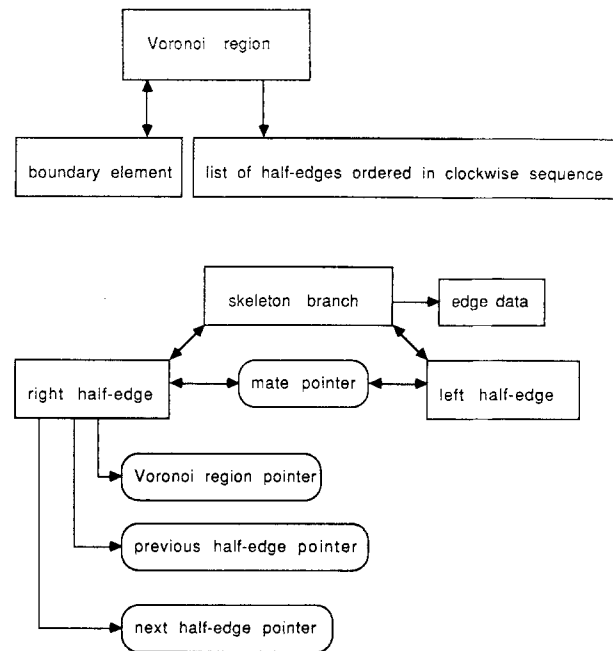 Voronoi region
boundary element
list of half-edges ordered in clockwise sequence
skeleton branch
edge data
right half-edge
mate pointer
left half-edge
Voronoi region pointer
previous half-edge pointer
next half-edge pointer